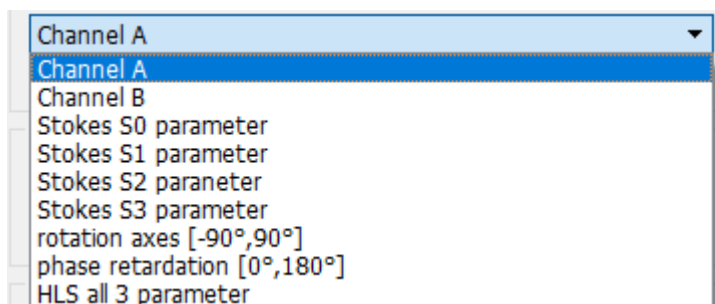 Channel A
Channel A
Channel B
Stokes S0 parameter
Stokes S1 parameter
Stokes S2 paraneter
Stokes S3 parameter
rotation axes [-90°,90°]
phase retardation [0°,180°]
HLS all 3 parameter